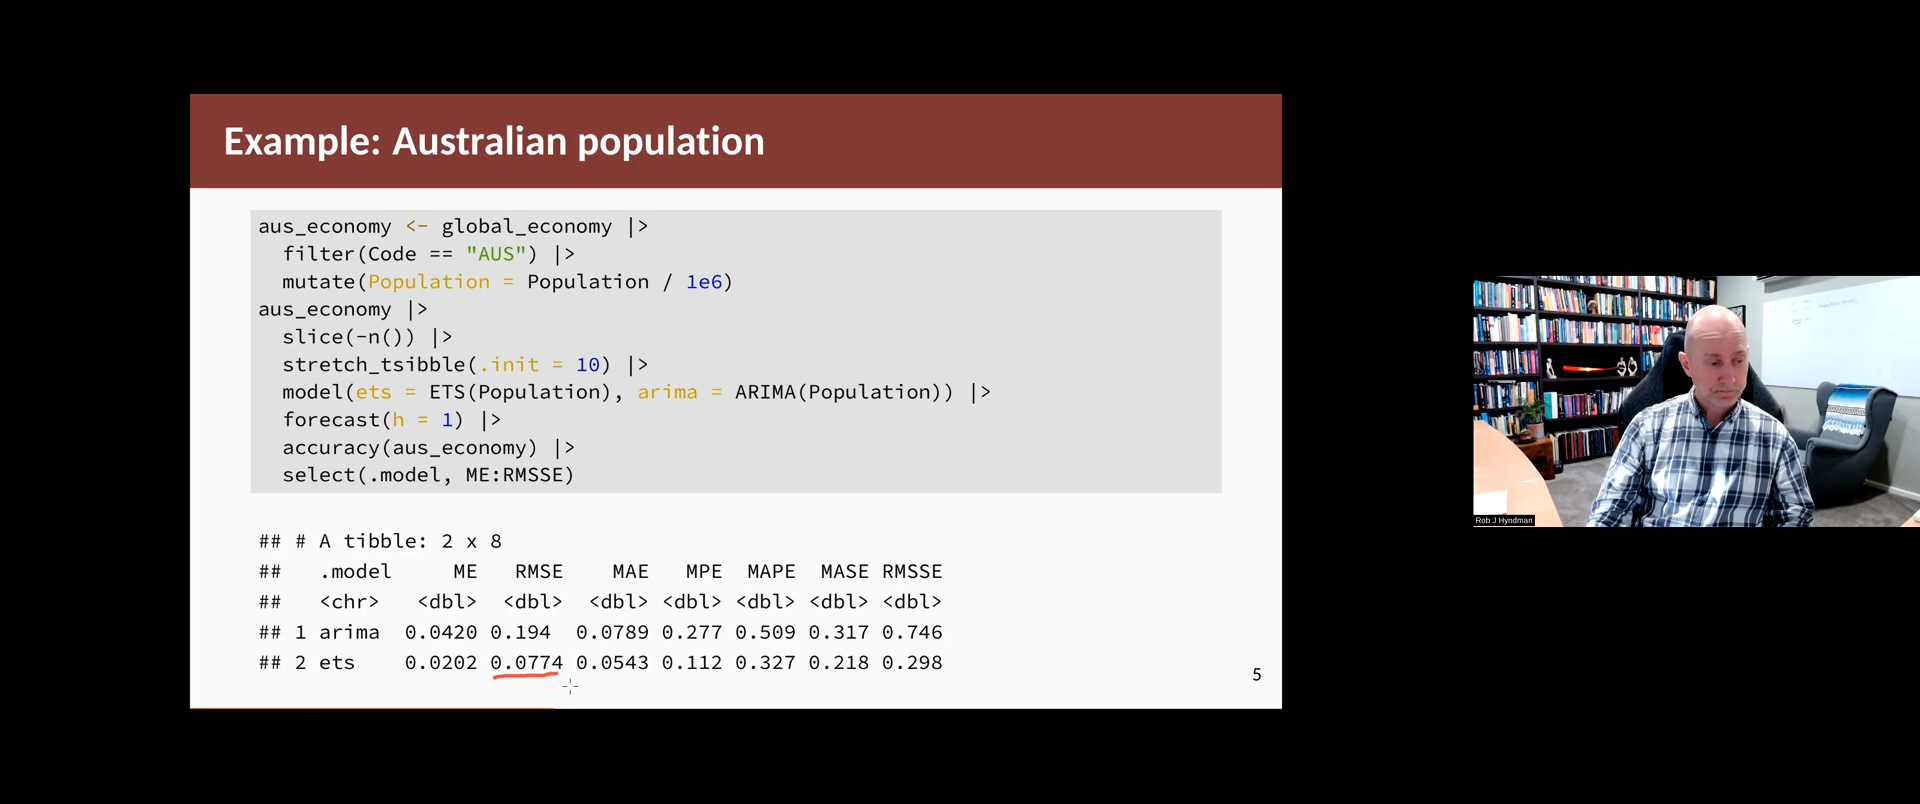 Example: Australian population
aus_economy <- global_economy |>
  filter(Code == "AUS") |>
  mutate(Population = Population / 1e6)
aus_economy |>
  slice(-n()) |>
  stretch_tsibble(.init = 10) |>
  model(ets = ETS(Population), arima = ARIMA(Population)) |>
  forecast(h = 1) |>
  accuracy(aus_economy) |>
  select(.model, ME:RMSSE)
## # A tibble: 2 x 8
##   .model     ME   RMSE    MAE   MPE  MAPE  MASE RMSSE
##   <chr>   <dbl>  <dbl>  <dbl> <dbl> <dbl> <dbl> <dbl>
## 1 arima  0.0420 0.194  0.0789 0.277 0.509 0.317 0.746
## 2 ets    0.0202 0.0774 0.0543 0.112 0.327 0.218 0.298
5
Rob J Hyndman